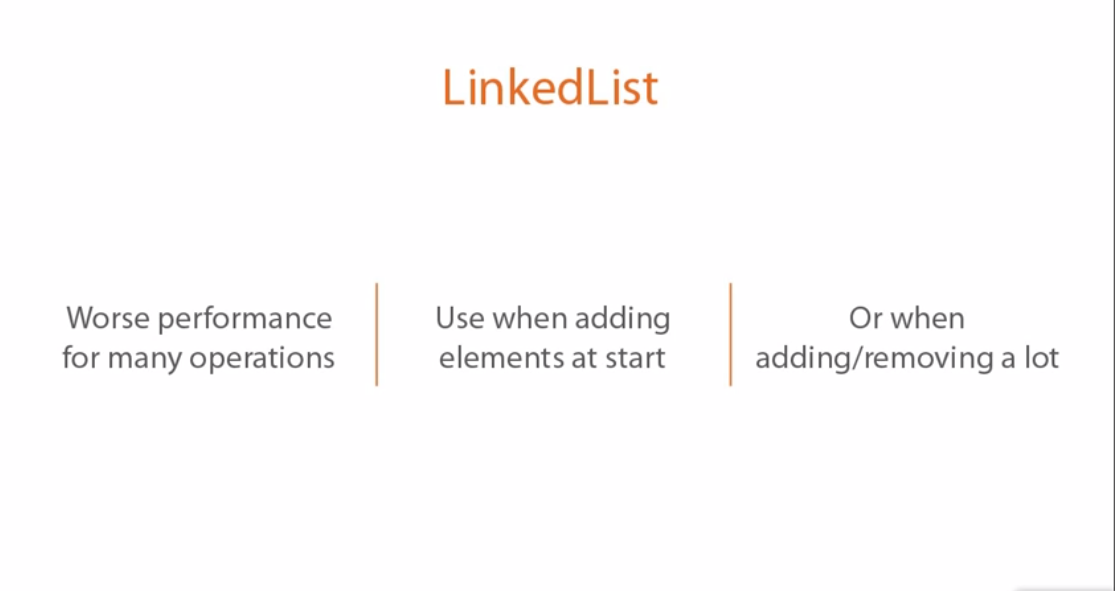 LinkedList
Worse performance
for many operations
Use when adding
elements at start
Or when
adding/removing a lot